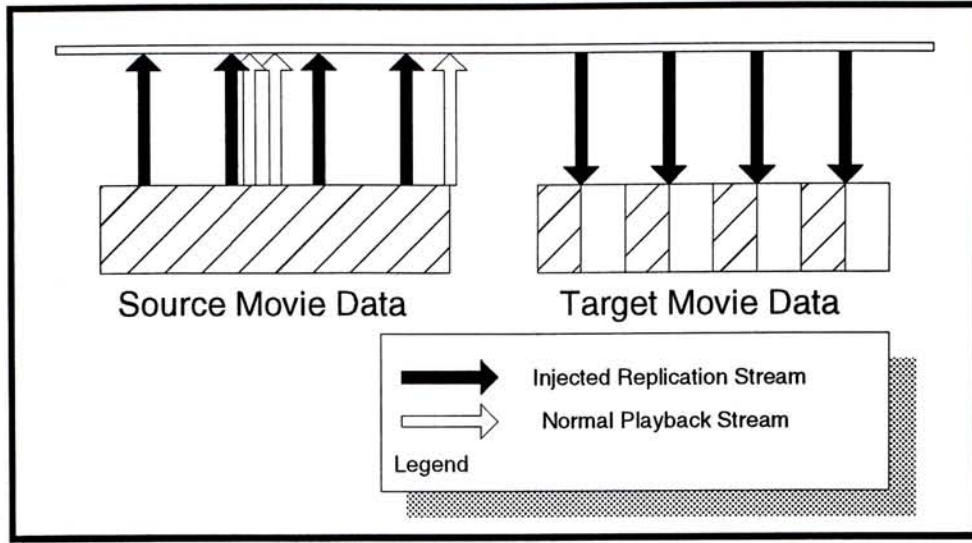 Source Movie Data
Target Movie Data
Injected Replication Stream
Normal Playback Stream
Legend